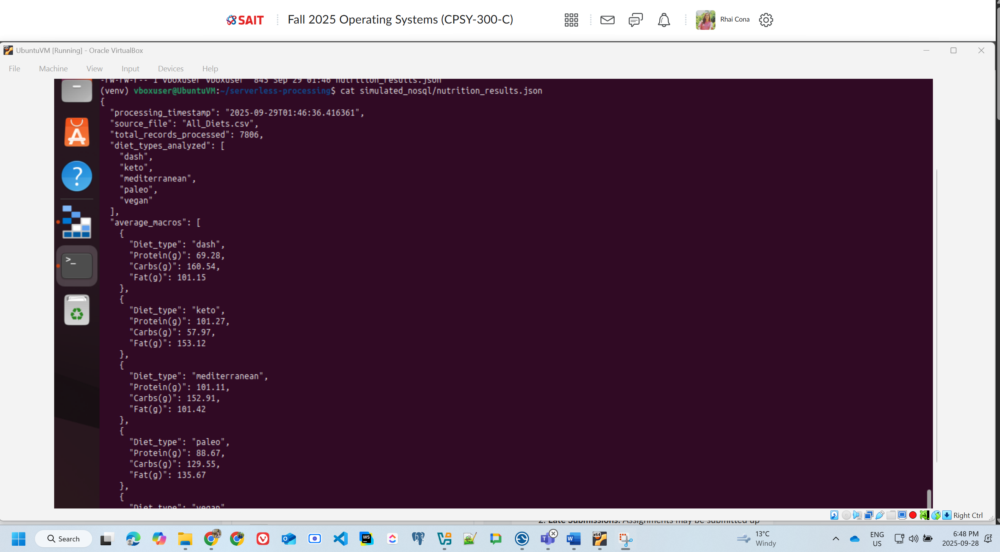 SAIT
Fall 2025 Operating Systems (CPSY-300-C)
Rhai Cona
UbuntuVM [Running] - Oracle VirtualBox
File Machine View Input Devices Help
-rw-rw-r-- 1 vboxuser vboxuser 845 Sep 29 01:46 nutrition_results.json
(venv) vboxuser@UbuntuVM:~/serverless-processing$ cat simulated_nosql/nutrition_results.json
{
"processing_timestamp": "2025-09-29T01:46:36.416361",
"source_file": "All_Diets.csv",
"total_records_processed": 7806,
"diet_types_analyzed": [
"dash",
"keto",
"mediterranean",
"paleo",
"vegan"
],
"average_macros": [
{
"Diet_type": "dash",
"Protein(g)": 69.28,
"Carbs(g)": 160.54,
"Fat(g)": 101.15
},
{
"Diet_type": "keto",
"Protein(g)": 101.27,
"Carbs(g)": 57.97,
"Fat(g)": 153.12
},
{
"Diet_type": "mediterranean",
"Protein(g)": 101.11,
"Carbs(g)": 152.91,
"Fat(g)": 101.42
},
{
"Diet_type": "paleo",
"Protein(g)": 88.67,
"Carbs(g)": 129.55,
"Fat(g)": 135.67
},
{
"Diet_type": "vegan"
Right Ctrl
2. Late Submissions: Assignments may be submitted up
Search
WS
x64
13°C
Windy
ENG
US
6:48 PM
2025-09-28